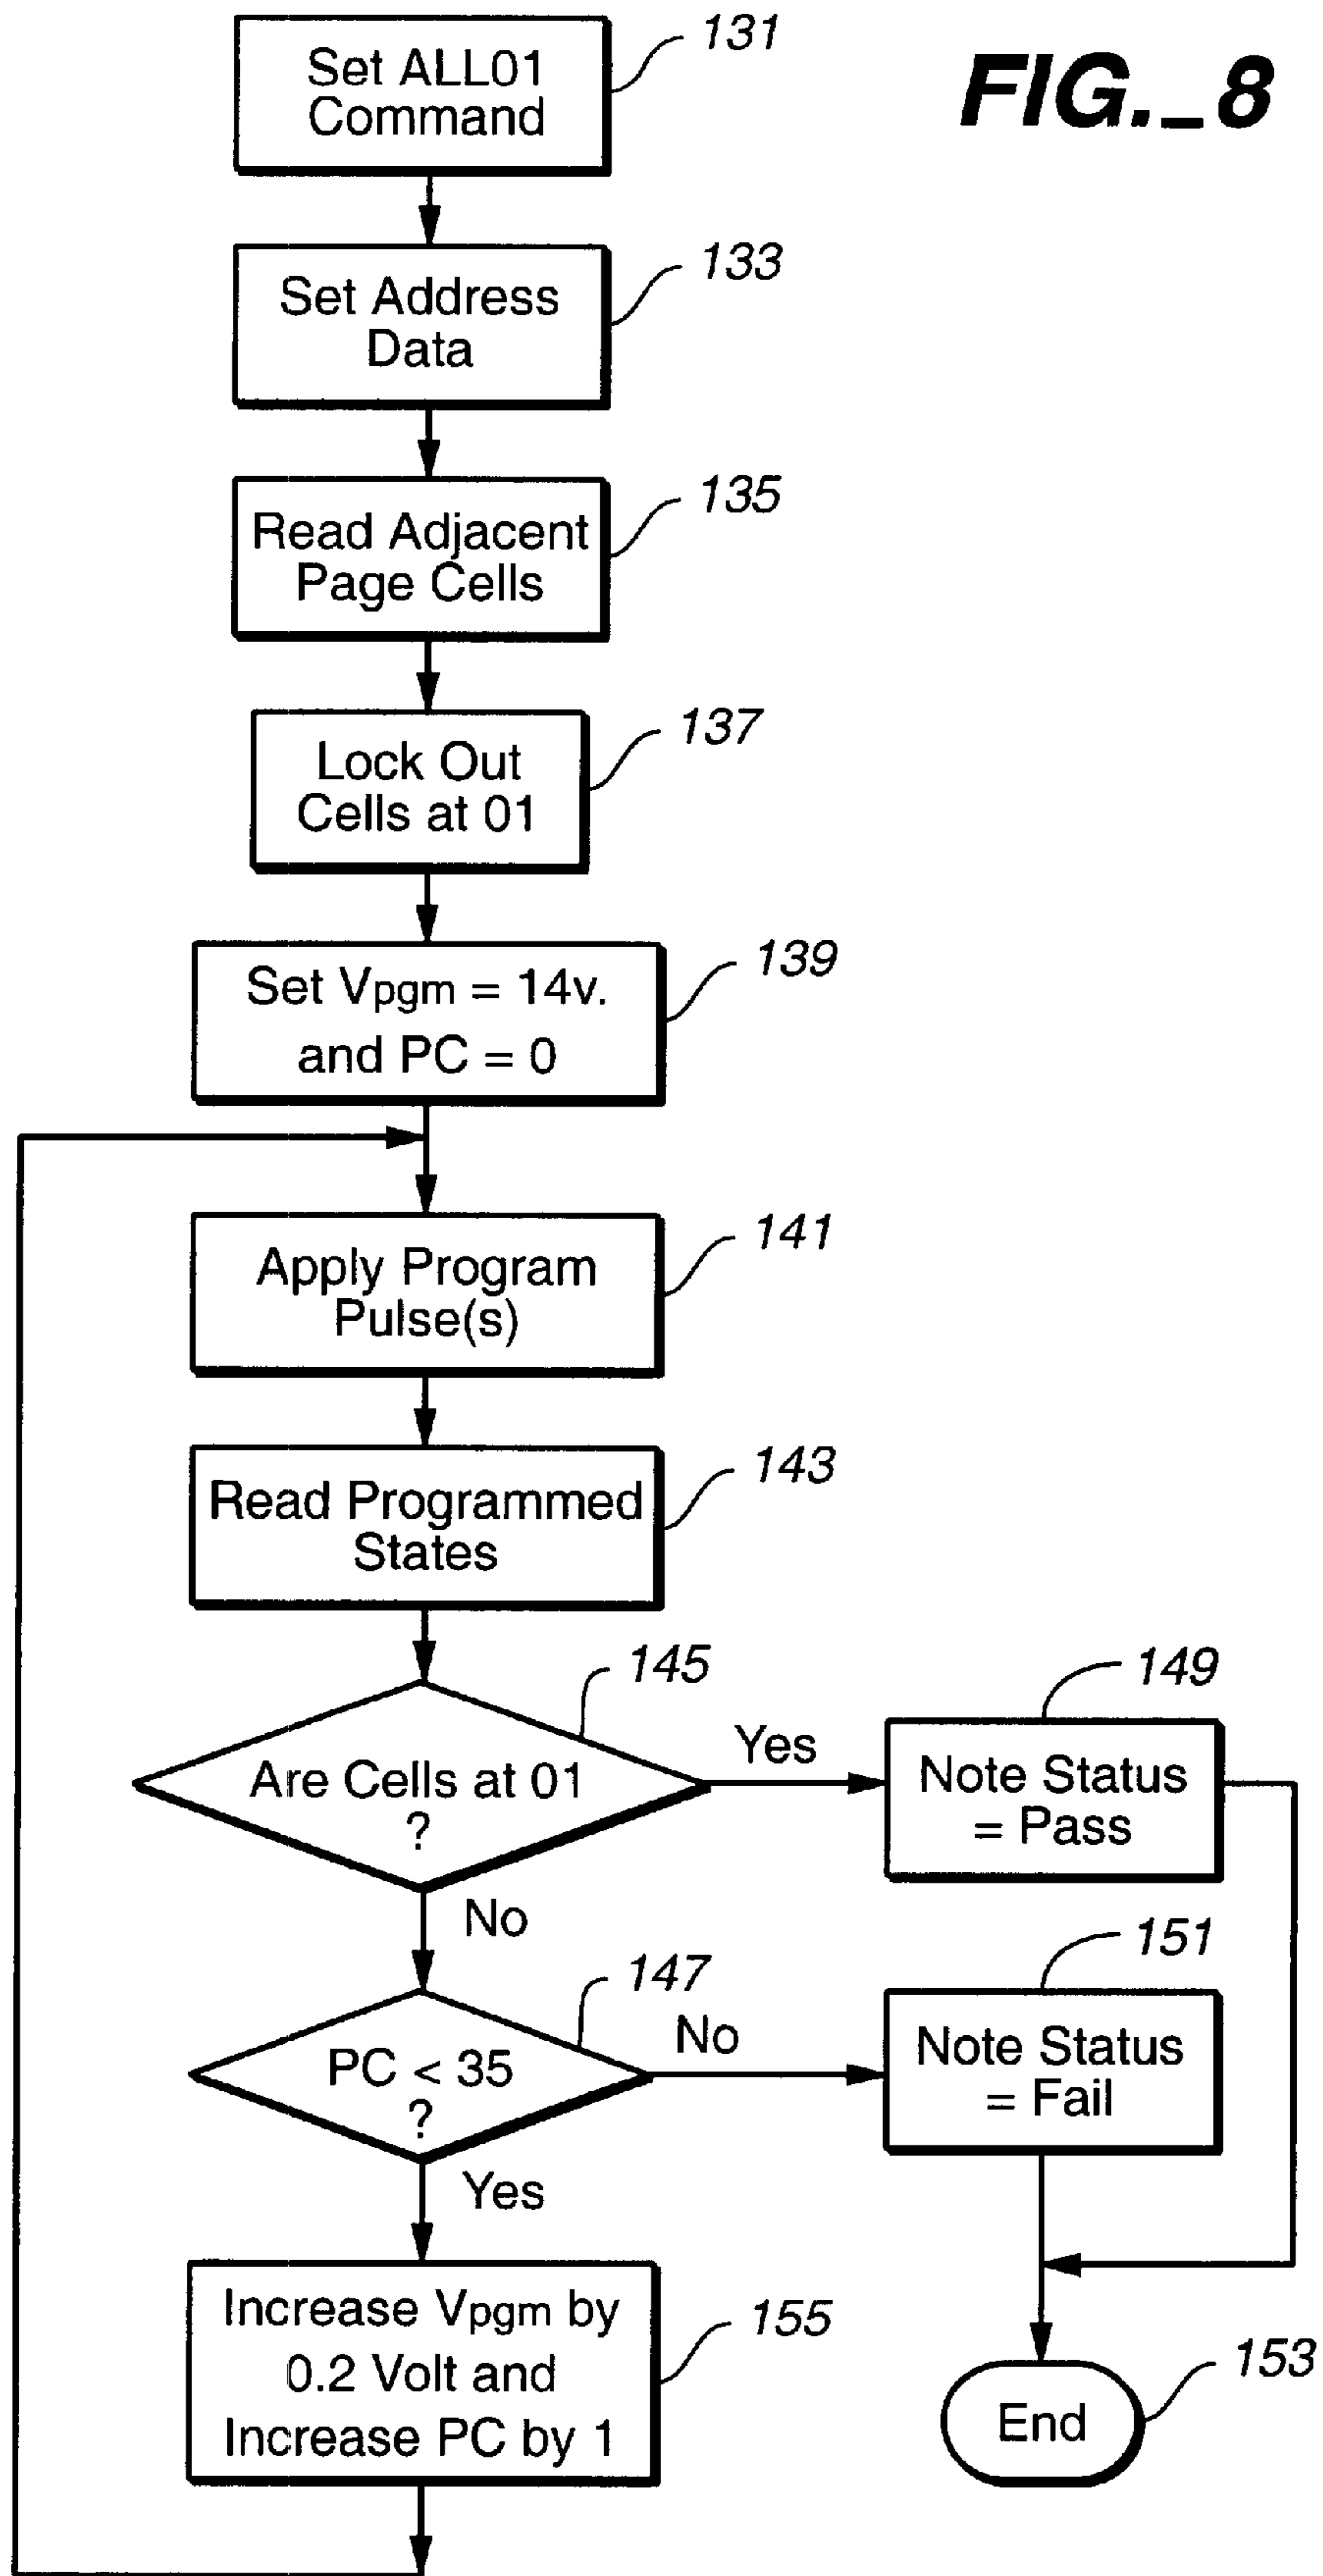 FIG._8
Set ALL01
Command
131
Set Address
Data
133
Read Adjacent
Page Cells
135
Lock Out
Cells at 01
137
Set Vpgm = 14v.
and PC = 0
139
Apply Program
Pulse(s)
141
Read Programmed
States
143
Are Cells at 01
?
145
Yes
Note Status
= Pass
149
No
PC < 35
?
147
No
Note Status
= Fail
151
Yes
Increase Vpgm by
0.2 Volt and
Increase PC by 1
155
End
153